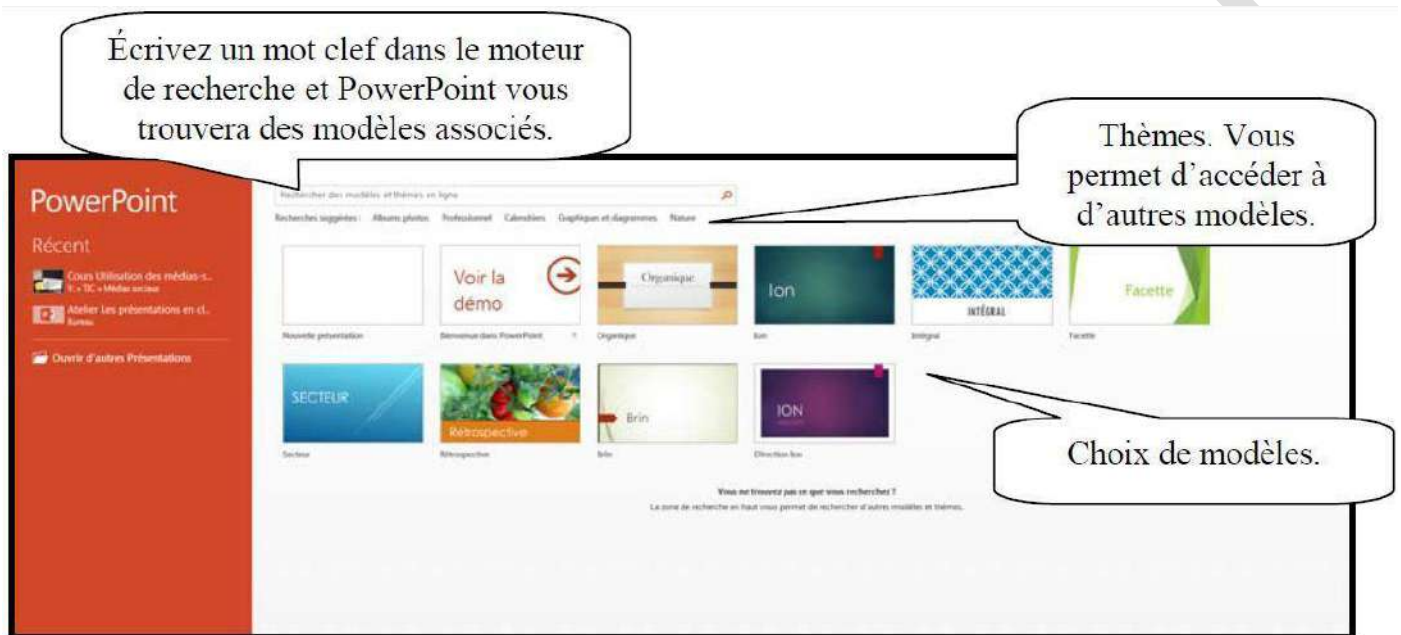 Écrivez un mot clef dans le moteur
de recherche et PowerPoint vous
trouvera des modèles associés.
Thèmes. Vous
permet d’accéder à
d’autres modèles.
PowerPoint
Rechercher des modèles et thèmes en ligne
Recherches suggérées : Albums photos Professionnel Calendriers Graphiques et diagrammes Nature
Récent
Cours Utilisation des médias-s...
Y: » TIC » Médias sociaux
Atelier Les présentations en cl...
Bureau
Ouvrir d'autres Présentations
Voir la
démo
Organique
Ion
INTÉGRAL
Facette
Nouvelle présentation
Bienvenue dans PowerPoint
Organique
Ion
Intégral
Facette
SECTEUR
Rétrospective
Brin
ION
Secteur
Rétrospective
Brin
Direction Ion
Choix de modèles.
Vous ne trouvez pas ce que vous recherchez ?
La zone de recherche en haut vous permet de rechercher d'autres modèles et thèmes.